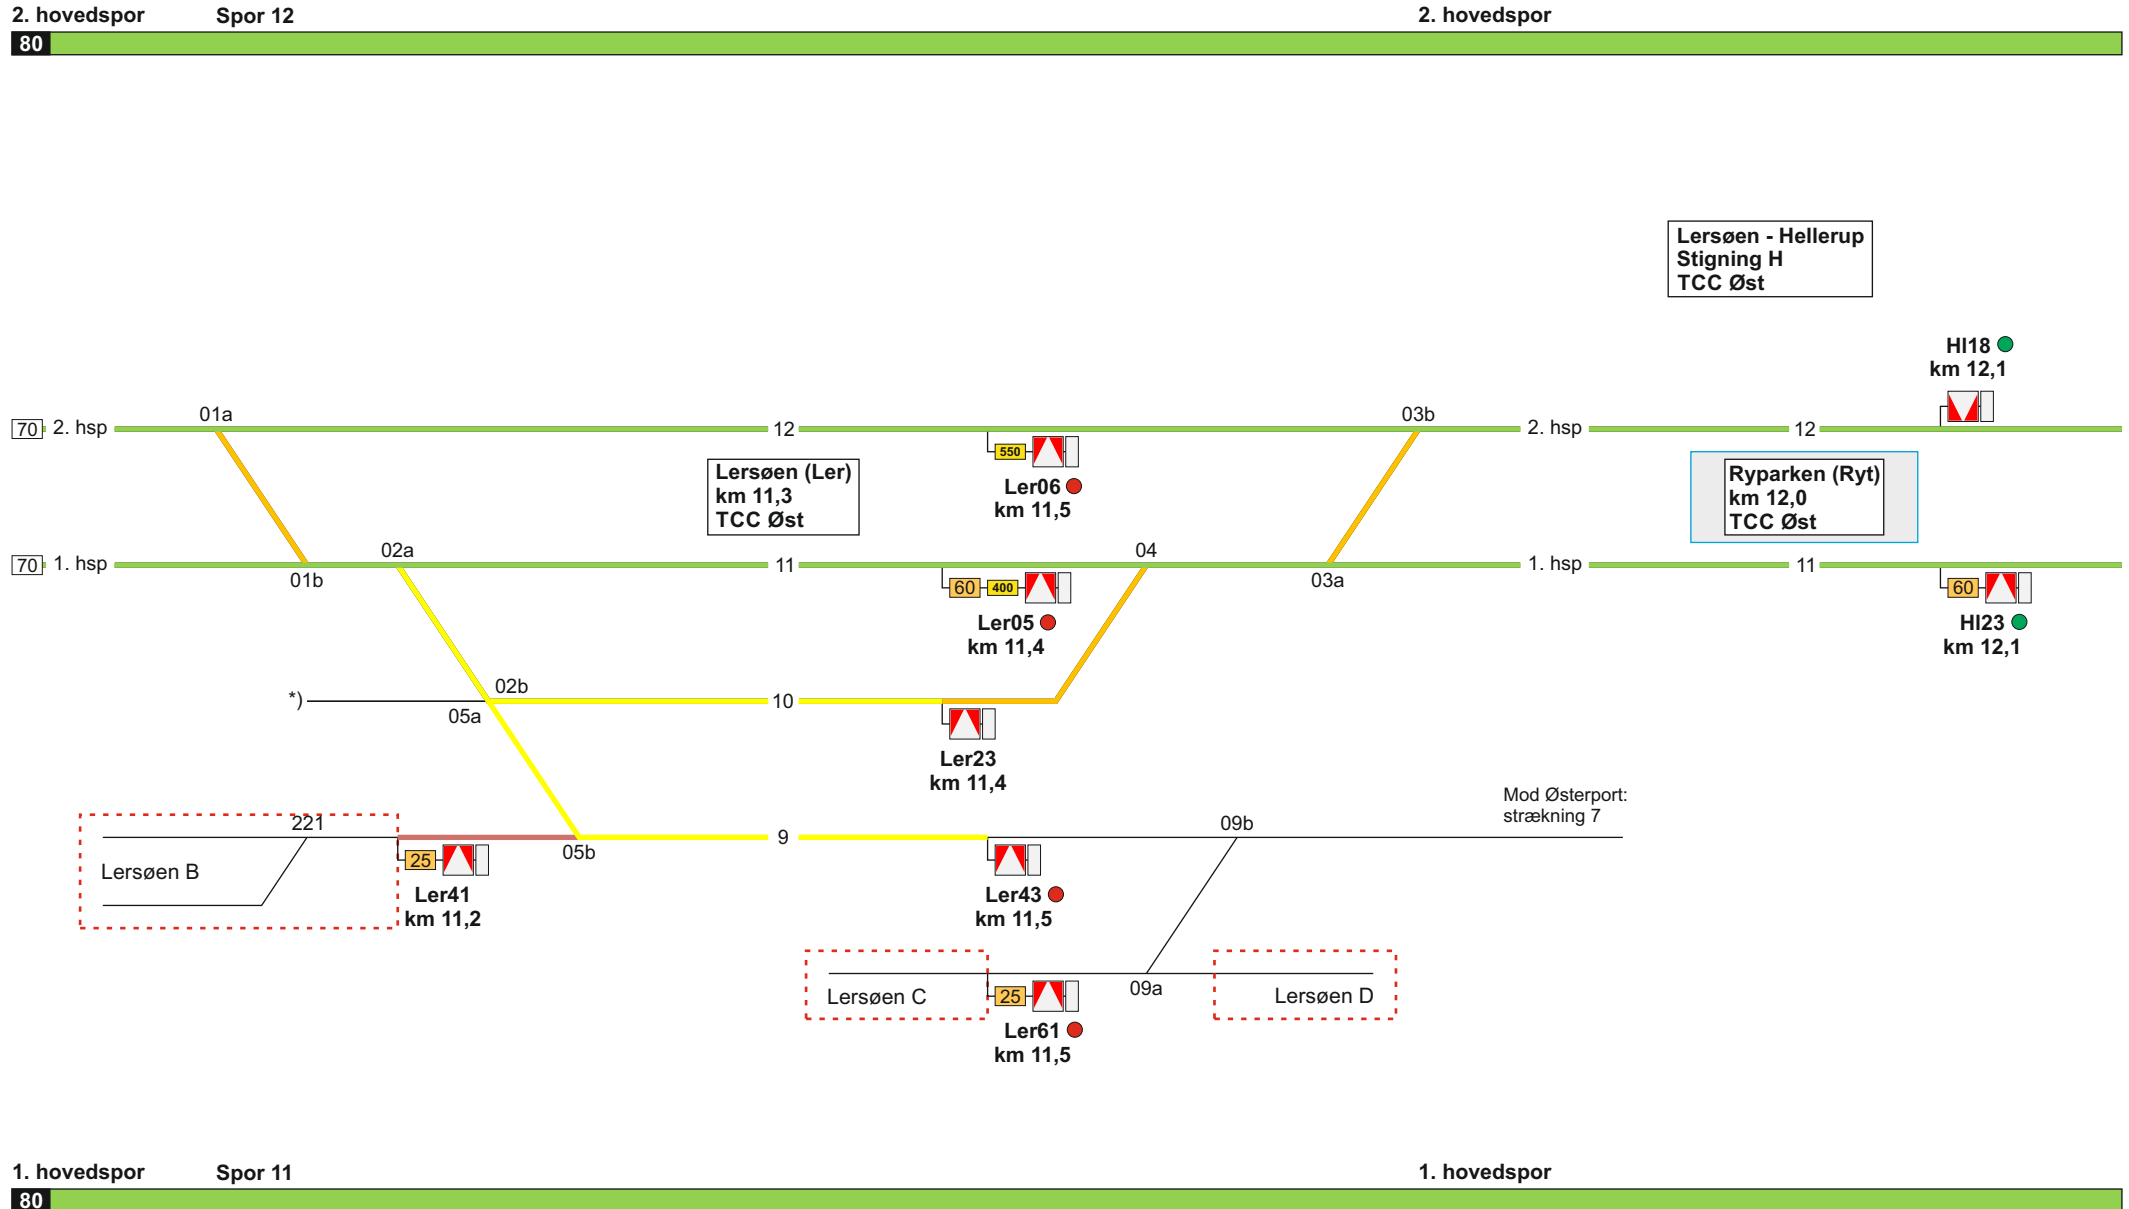 2. hovedspor Spor 12 2. hovedspor
80
Lersøen - Hellerup
Stigning H
TCC Øst
Hl18
km 12,1
01a
03b
70 2. hsp 12 2. hsp 12
550
Ler06
km 11,5
Lersøen (Ler)
km 11,3
TCC Øst
Ryparken (Ryt)
km 12,0
TCC Øst
02a
04
70 1. hsp 11 1. hsp 11
01b
03a
60 400
Ler05
km 11,4
60
Hl23
km 12,1
02b
*) 10
05a
Ler23
km 11,4
Mod Østerport:
strækning 7
221
09b
9
05b
Lersøen B
25
Ler41
km 11,2
Ler43
km 11,5
Lersøen C
25
09a
Lersøen D
Ler61
km 11,5
1. hovedspor Spor 11 1. hovedspor
80